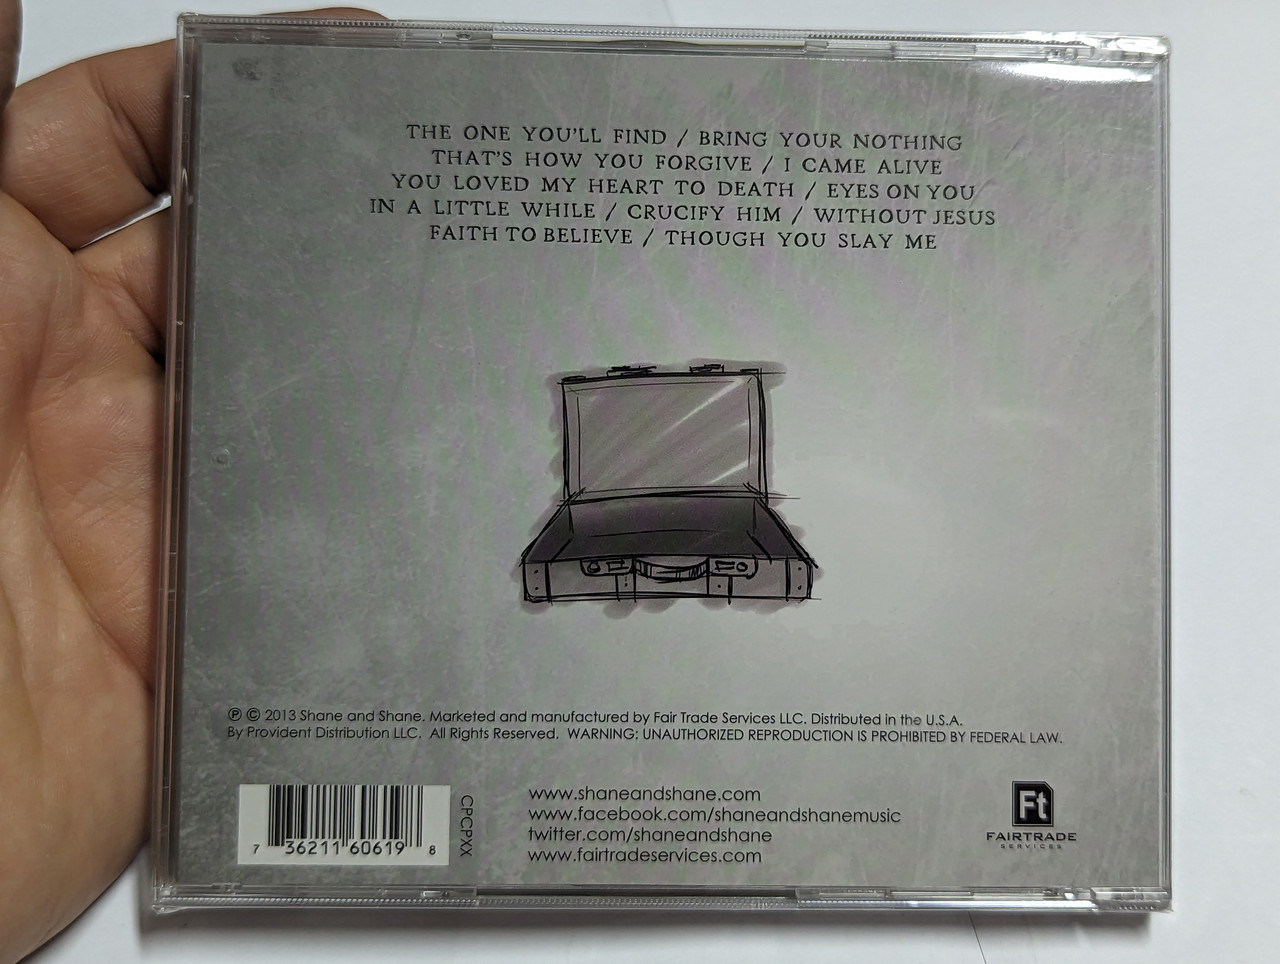 THE ONE YOU'LL FIND / BRING YOUR NOTHING
THAT'S HOW YOU FORGIVE / I CAME ALIVE
YOU LOVED MY HEART TO DEATH / EYES ON YOU
IN A LITTLE WHILE / CRUCIFY HIM / WITHOUT JESUS
FAITH TO BELIEVE / THOUGH YOU SLAY ME
℗ © 2013 Shane and Shane. Marketed and manufactured by Fair Trade Services LLC. Distributed in the U.S.A.
By Provident Distribution LLC. All Rights Reserved. WARNING: UNAUTHORIZED REPRODUCTION IS PROHIBITED BY FEDERAL LAW.
7 36211 60619 8
CPCPXX
www.shaneandshane.com
www.facebook.com/shaneandshanemusic
twitter.com/shaneandshane
www.fairtradeservices.com
Ft
FAIRTRADE
SERVICES